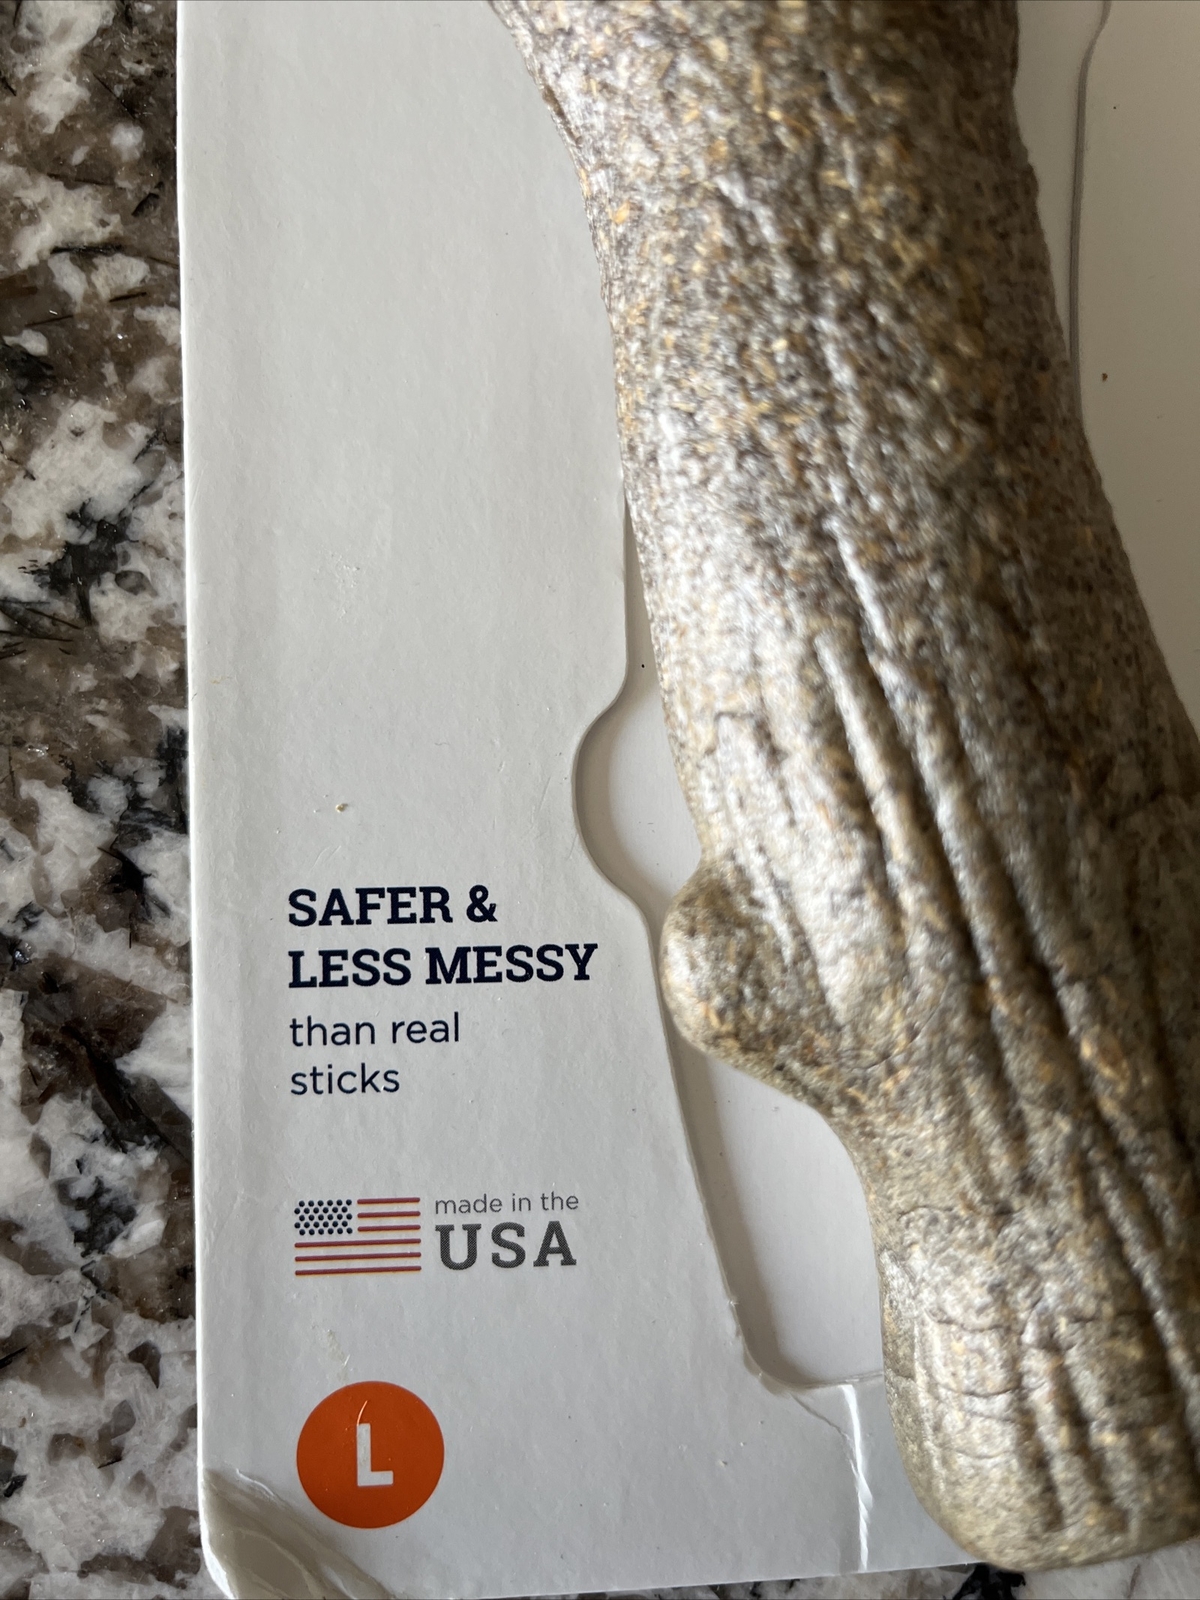 SAFER &
LESS MESSY
than real
sticks
made in the
USA
L